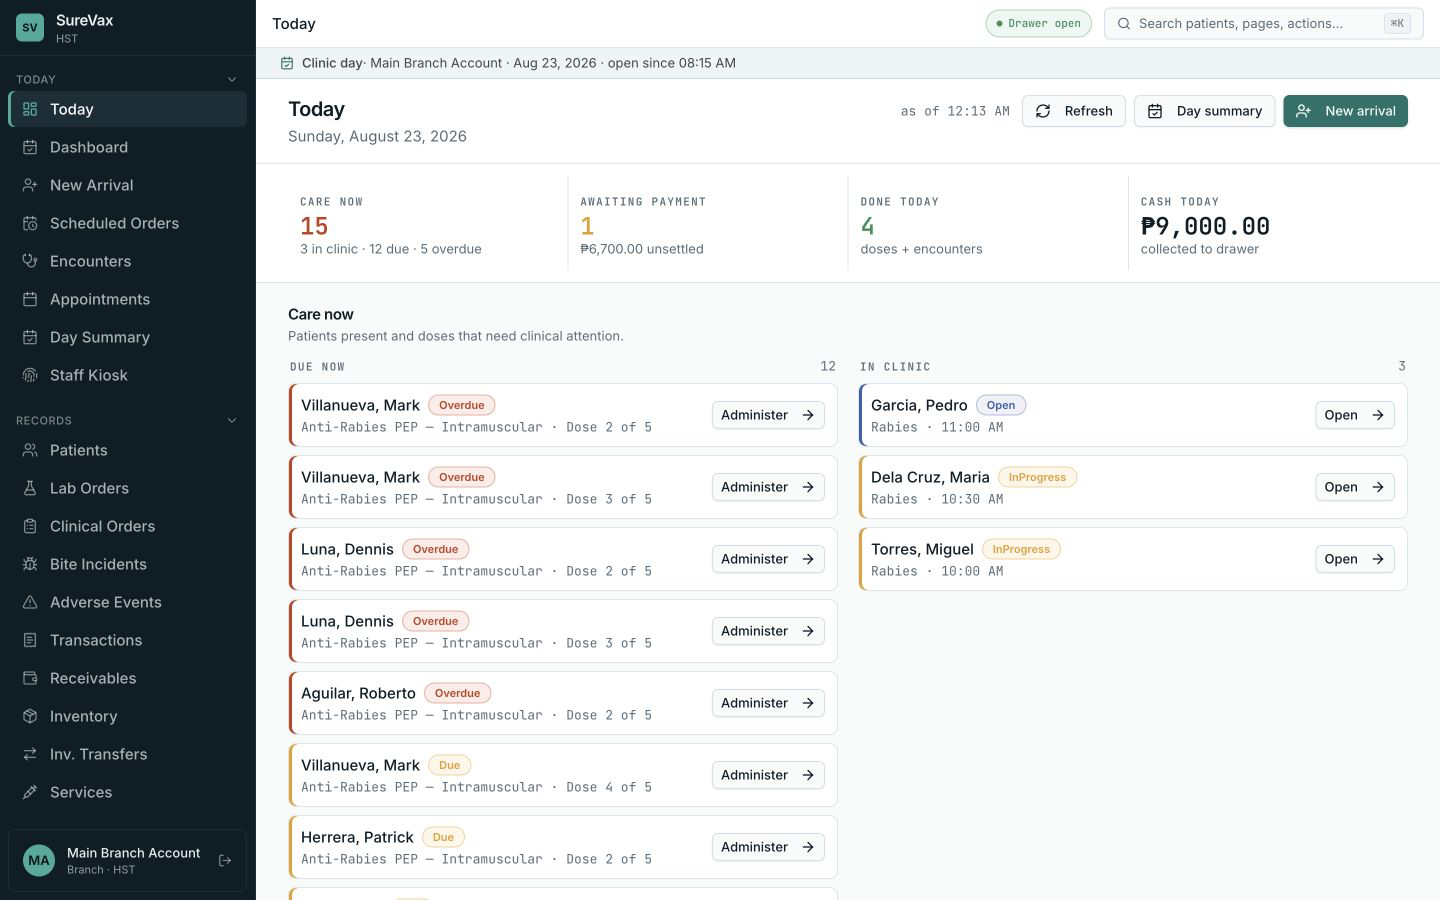 SV
SureVax
HST
TODAY
Today
Dashboard
New Arrival
Scheduled Orders
Encounters
Appointments
Day Summary
Staff Kiosk
RECORDS
Patients
Lab Orders
Clinical Orders
Bite Incidents
Adverse Events
Transactions
Receivables
Inventory
Inv. Transfers
Services
MA
Main Branch Account
Branch · HST
Today
Drawer open
Search patients, pages, actions...
⌘K
Clinic day · Main Branch Account · Aug 23, 2026 · open since 08:15 AM
Today
Sunday, August 23, 2026
as of 12:13 AM
Refresh
Day summary
New arrival
CARE NOW
15
3 in clinic · 12 due · 5 overdue
AWAITING PAYMENT
1
₱6,700.00 unsettled
DONE TODAY
4
doses + encounters
CASH TODAY
₱9,000.00
collected to drawer
Care now
Patients present and doses that need clinical attention.
DUE NOW 12
Villanueva, Mark Overdue
Anti-Rabies PEP — Intramuscular · Dose 2 of 5
Administer
Villanueva, Mark Overdue
Anti-Rabies PEP — Intramuscular · Dose 3 of 5
Administer
Luna, Dennis Overdue
Anti-Rabies PEP — Intramuscular · Dose 2 of 5
Administer
Luna, Dennis Overdue
Anti-Rabies PEP — Intramuscular · Dose 3 of 5
Administer
Aguilar, Roberto Overdue
Anti-Rabies PEP — Intramuscular · Dose 2 of 5
Administer
Villanueva, Mark Due
Anti-Rabies PEP — Intramuscular · Dose 4 of 5
Administer
Herrera, Patrick Due
Anti-Rabies PEP — Intramuscular · Dose 2 of 5
Administer
IN CLINIC 3
Garcia, Pedro Open
Rabies · 11:00 AM
Open
Dela Cruz, Maria InProgress
Rabies · 10:30 AM
Open
Torres, Miguel InProgress
Rabies · 10:00 AM
Open